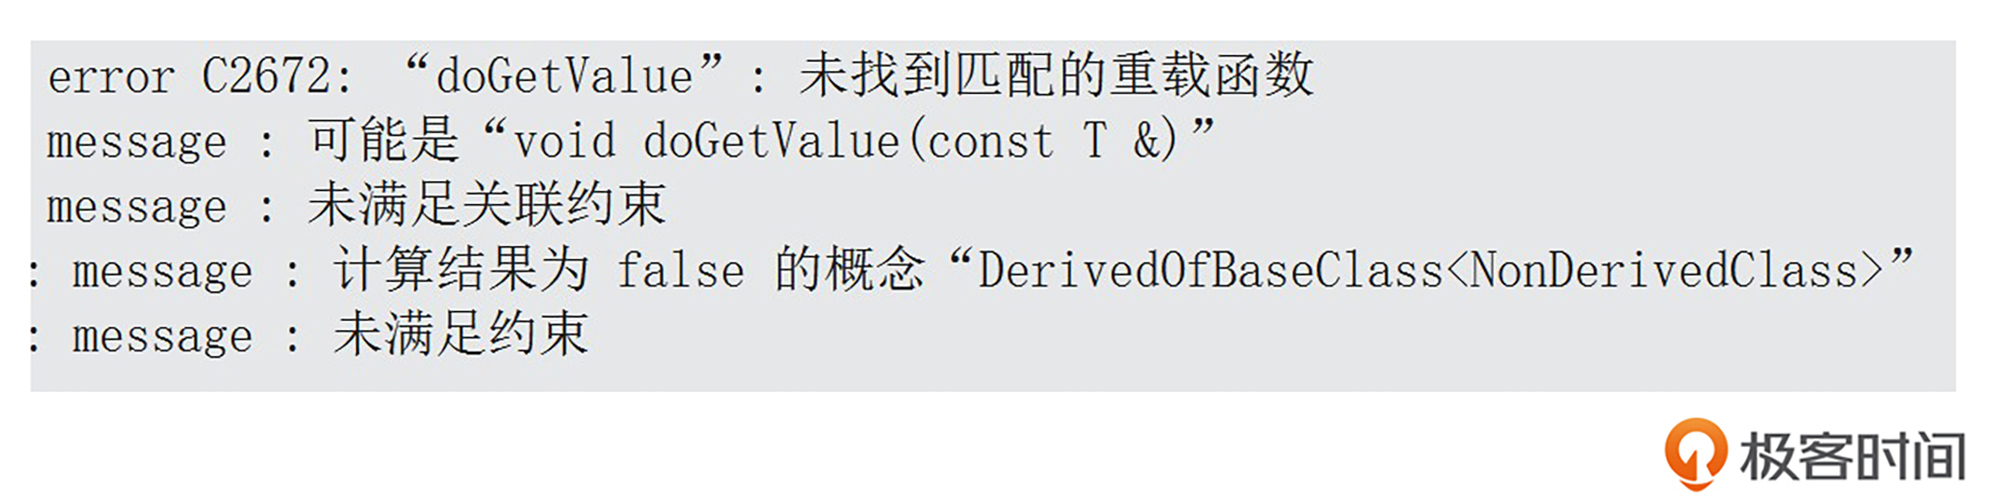 error C2672: “doGetValue”: 未找到匹配的重载函数
message : 可能是“void doGetValue(const T &)”
message : 未满足关联约束
: message : 计算结果为 false 的概念“DerivedOfBaseClass<NonDerivedClass>”
: message : 未满足约束
极客时间